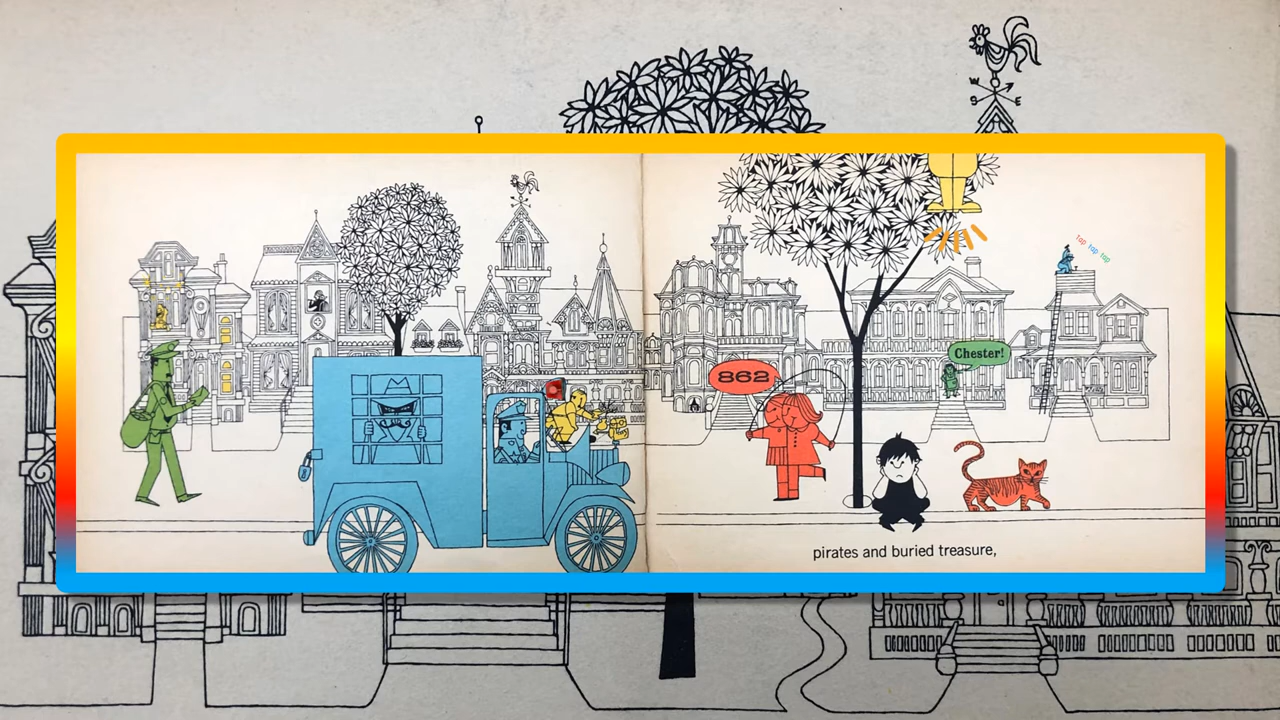 W
S E
tap tap tap
Chester!
862
pirates and buried treasure,